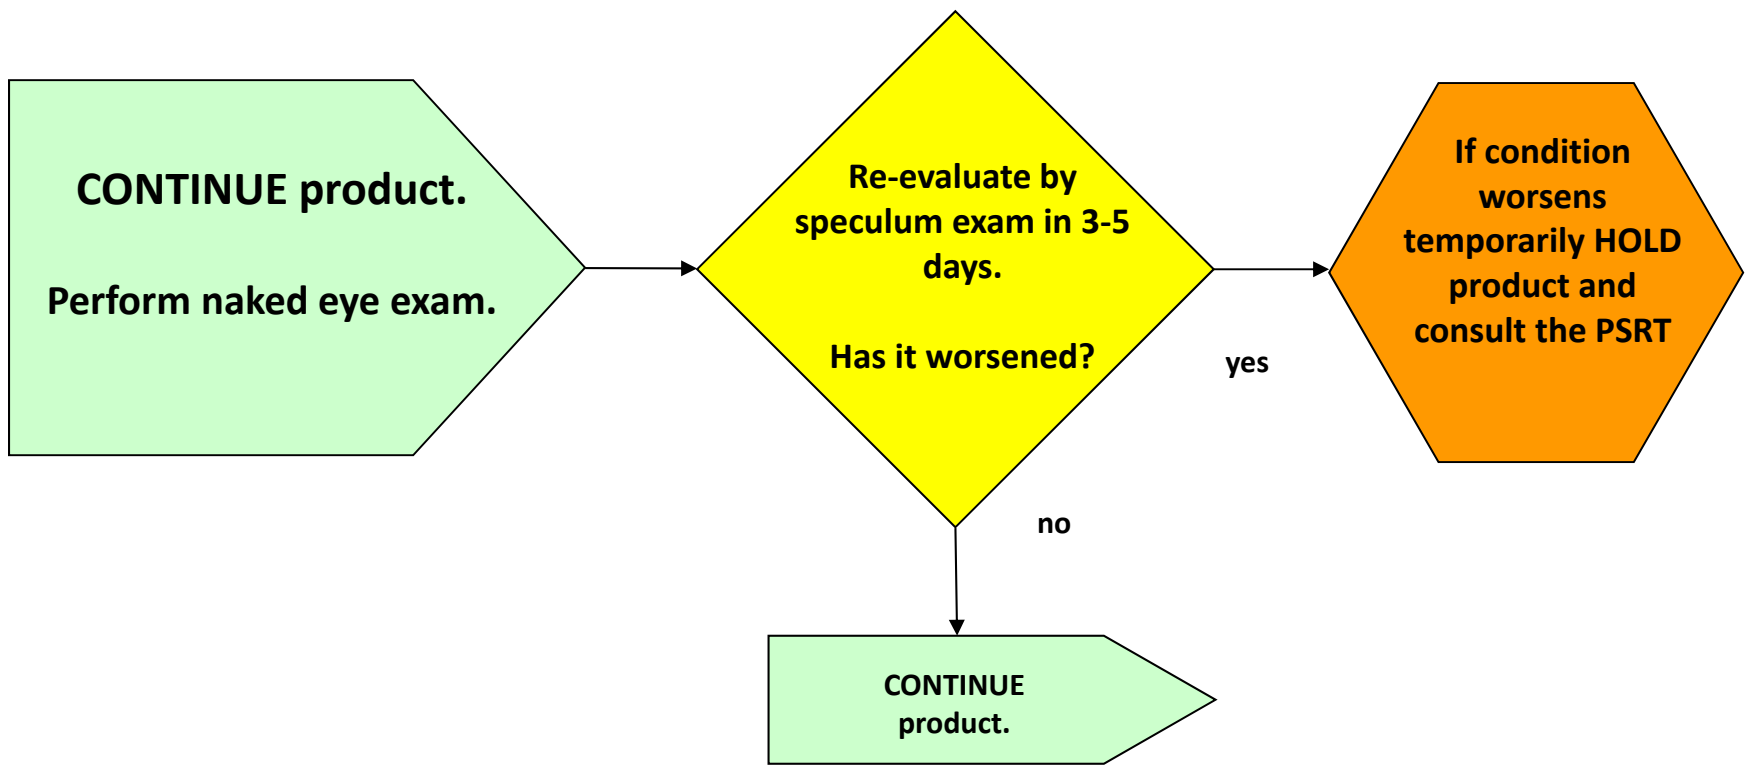 CONTINUE product.
Perform naked eye exam.
Re-evaluate by
speculum exam in 3-5
days.
Has it worsened?
yes
If condition
worsens
temporarily HOLD
product and
consult the PSRT
no
CONTINUE
product.